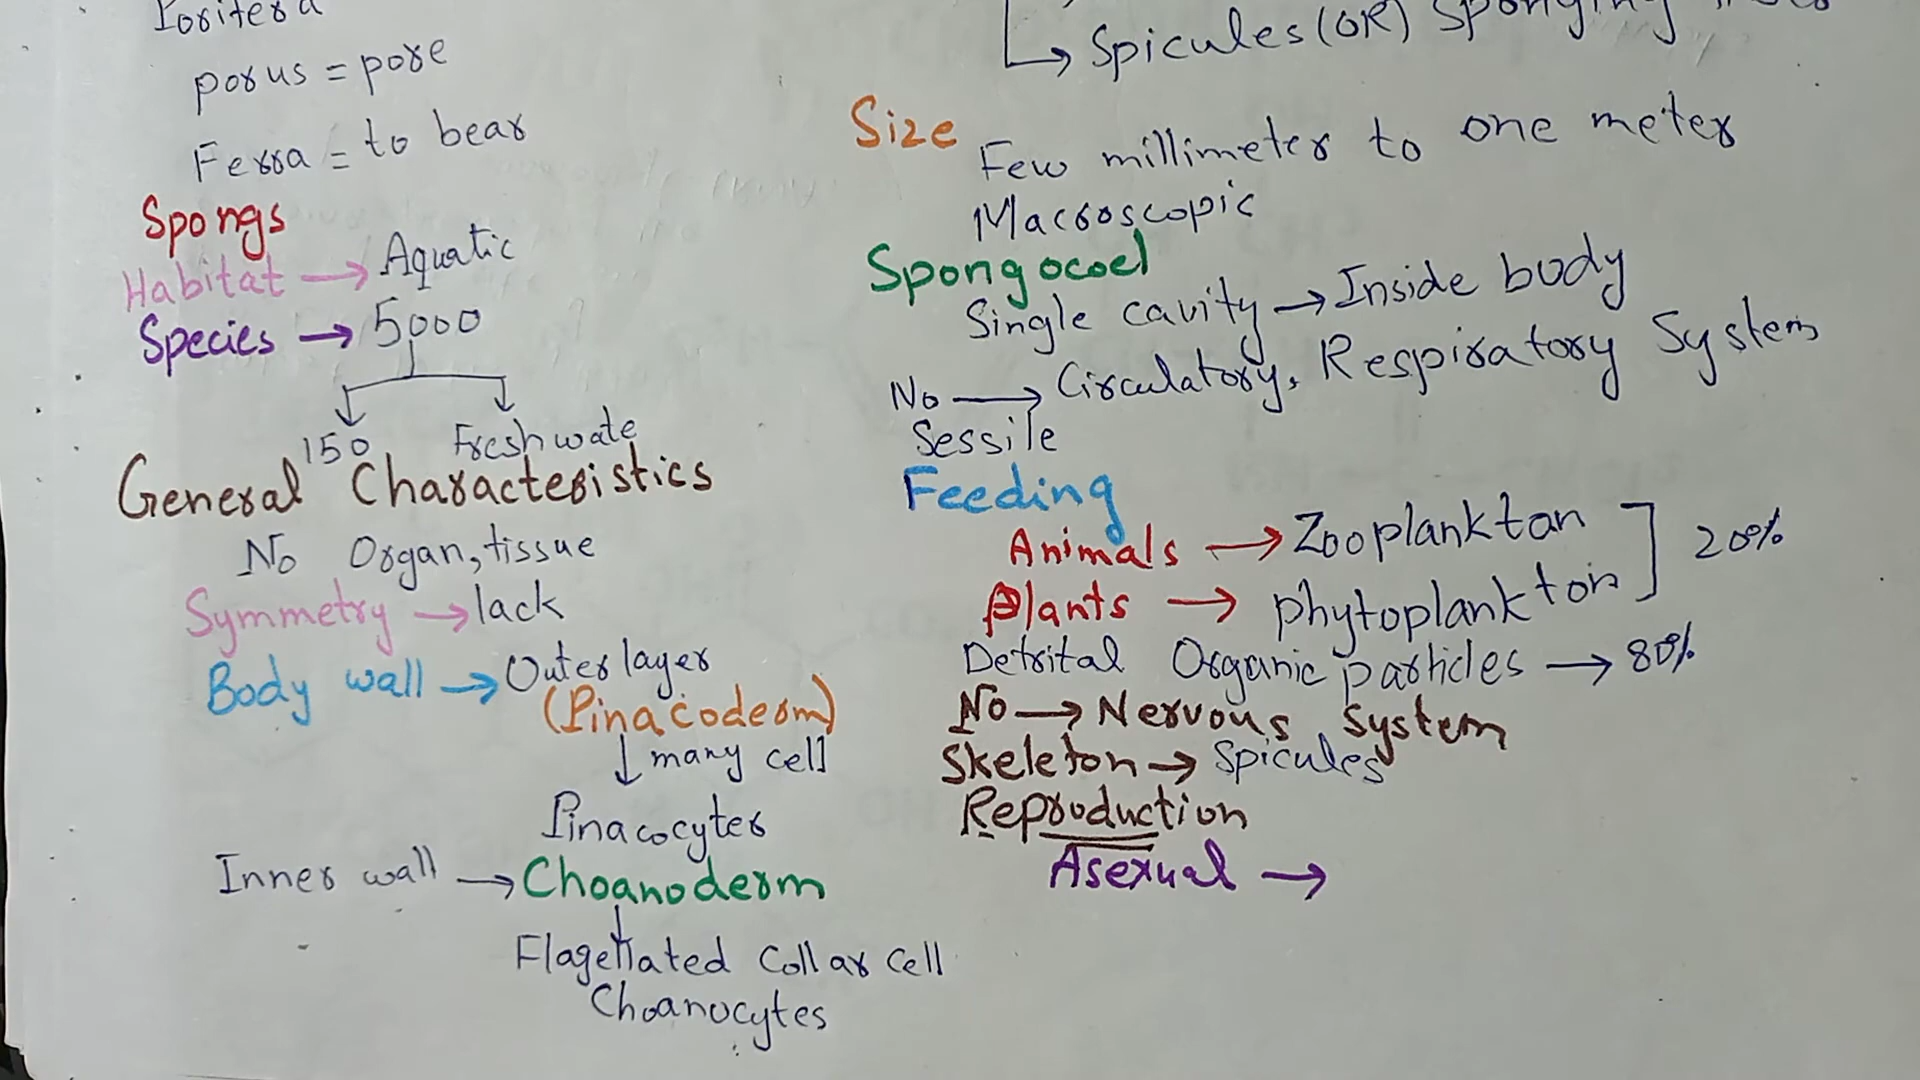 Porifera
porus = pore
Ferra = to bear
Spongs
Habitat → Aquatic
Species → 5000
150 Freshwate
General Characteristics
No Organ, tissue
Symmetry → lack
Body wall → Outer layer
(Pinacoderm)
↓ many cell
Pinacocytes
Inner wall → Choanoderm
↓
Flagellated Collar Cell
Choanocytes
↳ Spicules (OR) Sponging
Size
Few millimeter to one meter
Macroscopic
Spongocoel
Single cavity → Inside body
No → Circulatory, Respiratory System
Sessile
Feeding
Animals → Zooplanktan
Plants → phytoplankton ] 20%
Detrital Organic particles → 80%
No → Nervous System
Skeleton → Spicules
Reproduction
Asexual →